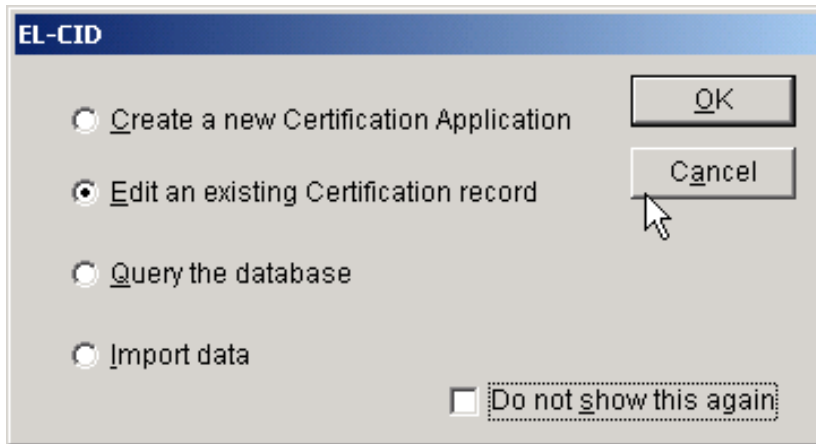 EL-CID
Create a new Certification Application
OK
Edit an existing Certification record
Cancel
Query the database
Import data
Do not show this again